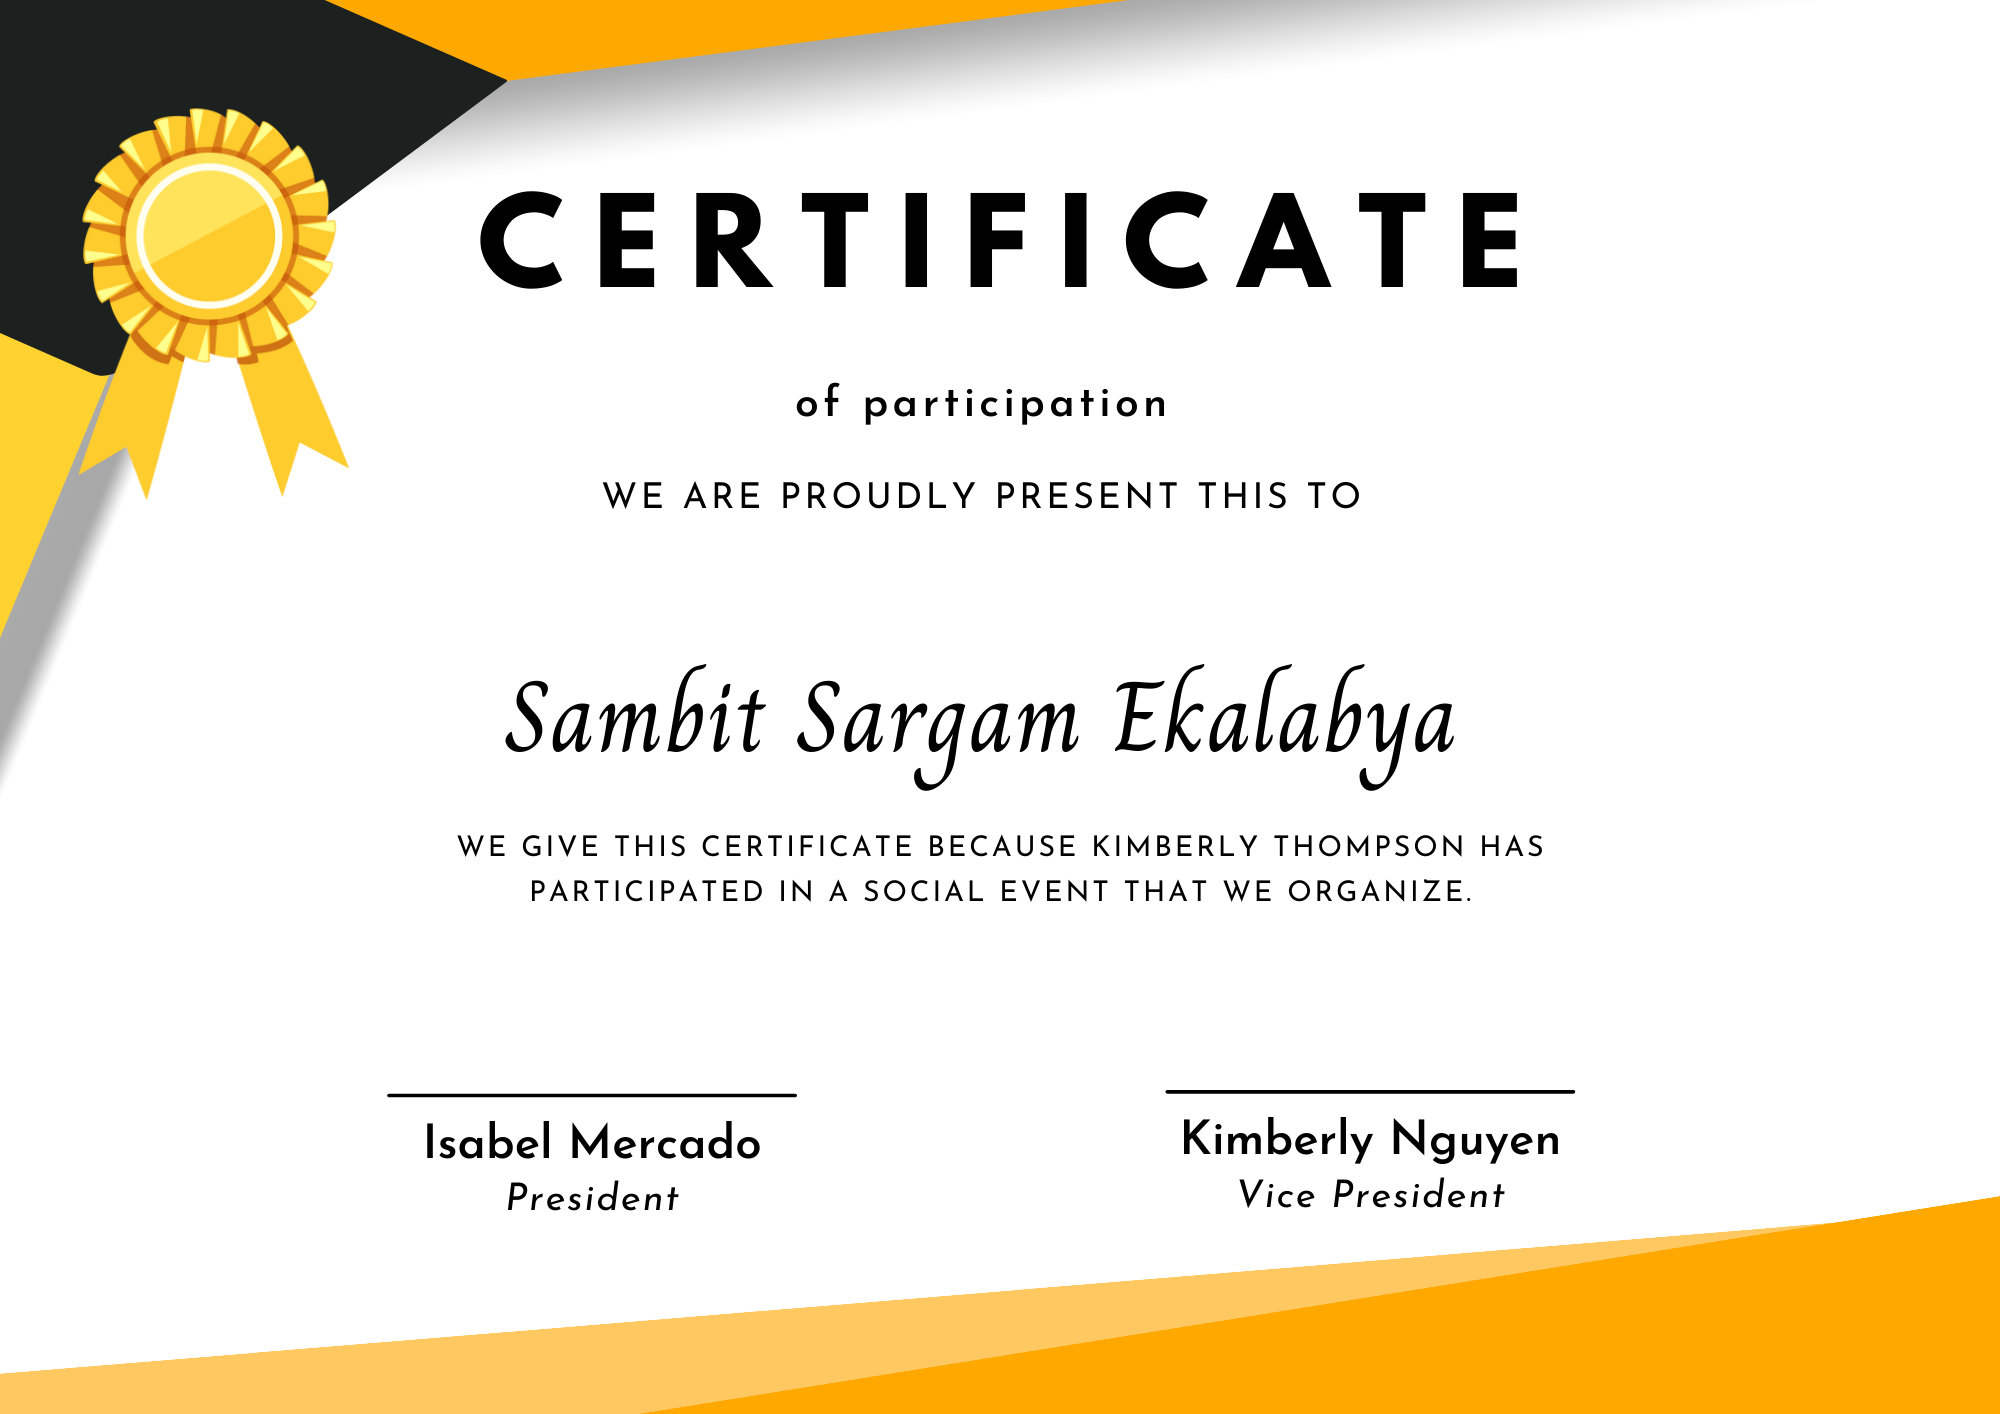 CERTIFICATE
of participation
WE ARE PROUDLY PRESENT THIS TO
Sambit Sargam Ekalabya
WE GIVE THIS CERTIFICATE BECAUSE KIMBERLY THOMPSON HAS
PARTICIPATED IN A SOCIAL EVENT THAT WE ORGANIZE.
Isabel Mercado
President
Kimberly Nguyen
Vice President